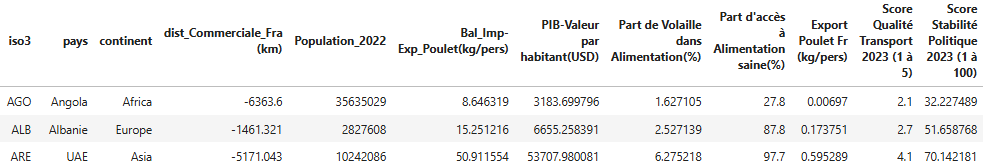 iso3 pays continent dist_Commerciale_Fra (km) Population_2022 Bal_Imp-Exp_Poulet(kg/pers) PIB-Valeur par habitant(USD) Part de Volaille dans Alimentation(%) Part d'accès à Alimentation saine(%) Export Poulet Fr (kg/pers) Score Qualité Transport 2023 (1 à 5) Score Stabilité Politique 2023 (1 à 100)
AGO Angola Africa -6363.6 35635029 8.646319 3183.699796 1.627105 27.8 0.00697 2.1 32.227489
ALB Albanie Europe -1461.321 2827608 15.251216 6655.258391 2.527139 87.8 0.173751 2.7 51.658768
ARE UAE Asia -5171.043 10242086 50.911554 53707.980081 6.275218 97.7 0.595289 4.1 70.142181